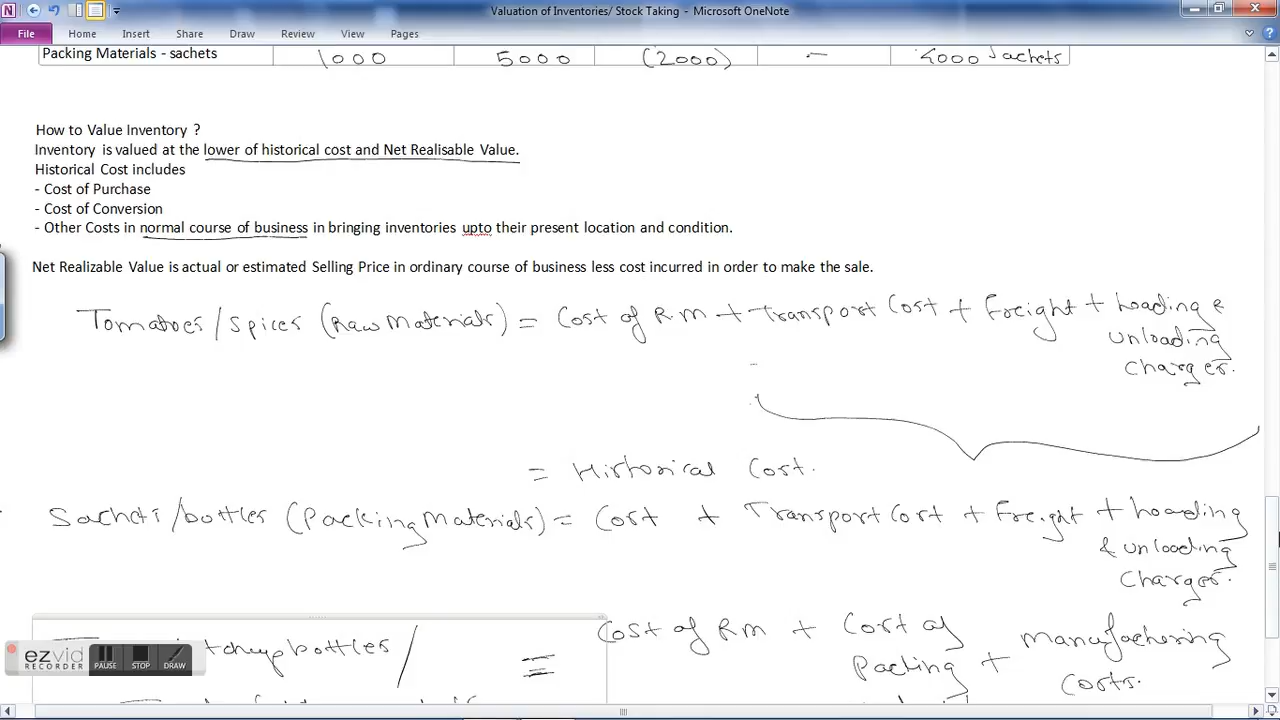 Valuation of Inventories/ Stock Taking - Microsoft OneNote
File Home Insert Share Draw Review View Pages
Packing Materials - sachets 1000 5000 (2000) - 4000 Sachets
How to Value Inventory ?
Inventory is valued at the lower of historical cost and Net Realisable Value.
Historical Cost includes
- Cost of Purchase
- Cost of Conversion
- Other Costs in normal course of business in bringing inventories upto their present location and condition.
Net Realizable Value is actual or estimated Selling Price in ordinary course of business less cost incurred in order to make the sale.
Tomatoes/Spices (Raw Materials) = Cost of R.M + Transport Cost + Freight + Loading &
unloading
charges.
= Historical Cost.
Sachets/bottles (Packing Materials) = Cost + Transport Cost + Freight + Loading
& unloading
charges.
Cost of RM + Cost of manufacturing
tchup bottles/ =
packing + costs.
ezvid
RECORDER
PAUSE STOP DRAW